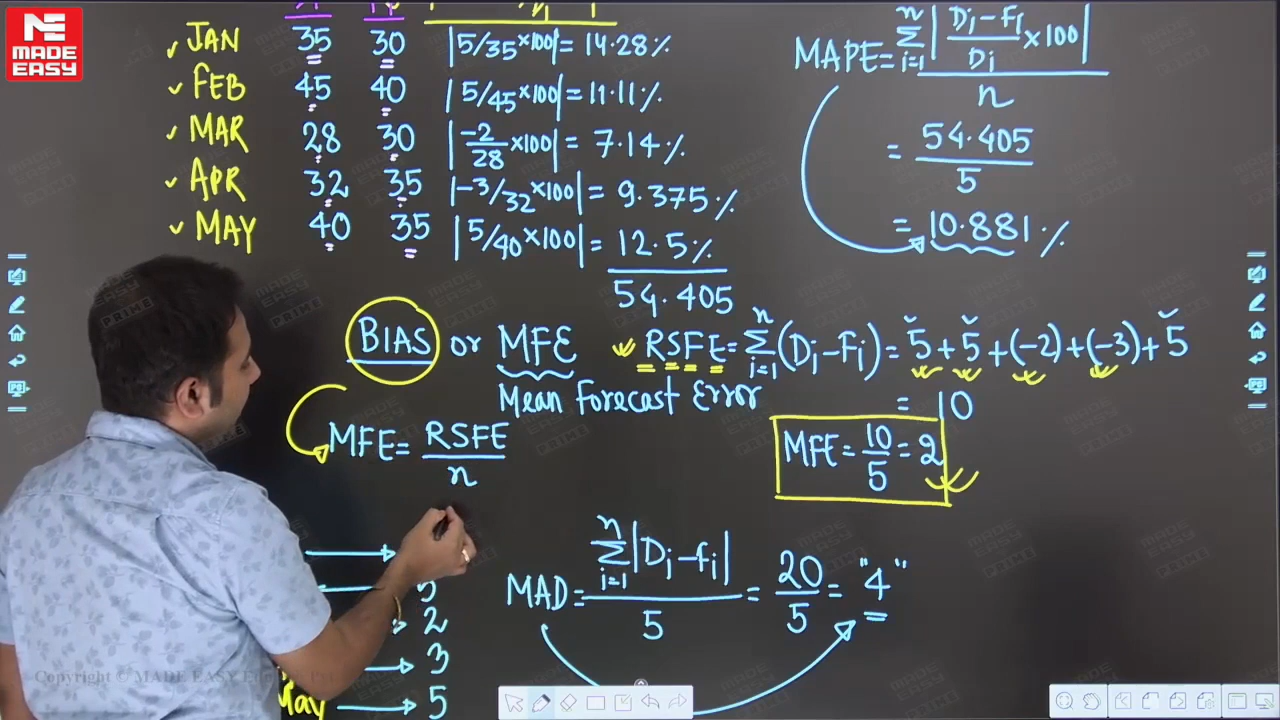 NE
MADE
EASY
JAN 35 30 |5/35×100|= 14.28%
FEB 45 40 |5/45×100|=11.11%
MAR 28 30 |-2/28×100|= 7.14%
APR 32 35 |-3/32×100|= 9.375%
MAY 40 35 |5/40×100|= 12.5%
54.405
MAPE= n Σ i=1 | Di-Fi / Di ×100| / n
= 54.405 / 5
= 10.881%
BIAS or MFE
Mean Forecast Error
RSFE= n Σ i=1 (Di-Fi) = 5+5+(-2)+(-3)+5
= 10
MFE= RSFE / n
MFE= 10/5 = 2
MAD= n Σ i=1 |Di-fi| / 5 = 20/5 = "4"
5
2
3
May 5
Copyright © MADE EASY